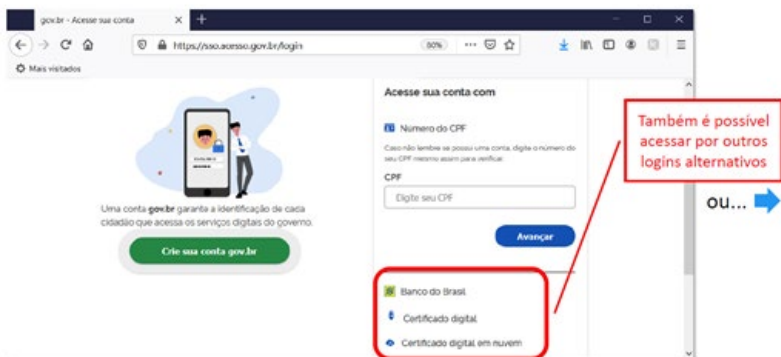 gov.br - Acesse sua conta
https://sso.acesso.gov.br/login
80%
Mais visitados
Acesse sua conta com
Número do CPF
Caso não lembre se possui uma conta, digite o número do
seu CPF mesmo assim para verificar.
CPF
Digite seu CPF
Avançar
Uma conta gov.br garante a identificação de cada
cidadão que acessa os serviços digitais do governo.
Crie sua conta gov.br
Banco do Brasil
Certificado digital
Certificado digital em nuvem
Também é possível
acessar por outros
logins alternativos
ou...